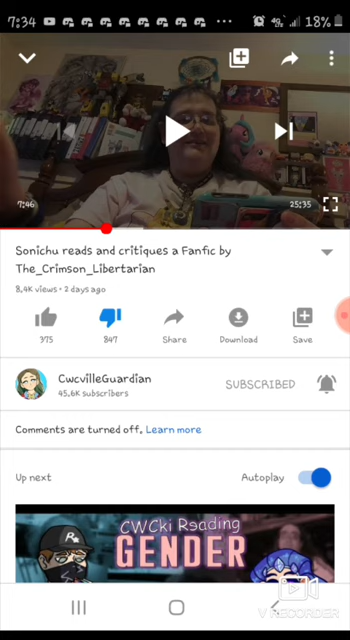 7:34
4G
18%
7:46
25:35
Sonichu reads and critiques a Fanfic by
The_Crimson_Libertarian
8,4K views • 2 days ago
375
847
Share
Download
Save
CwcvilleGuardian
45,6K subscribers
SUBSCRIBED
Comments are turned off. Learn more
Up next
Autoplay
CWCki Reading
GENDER
R
V RECORDER